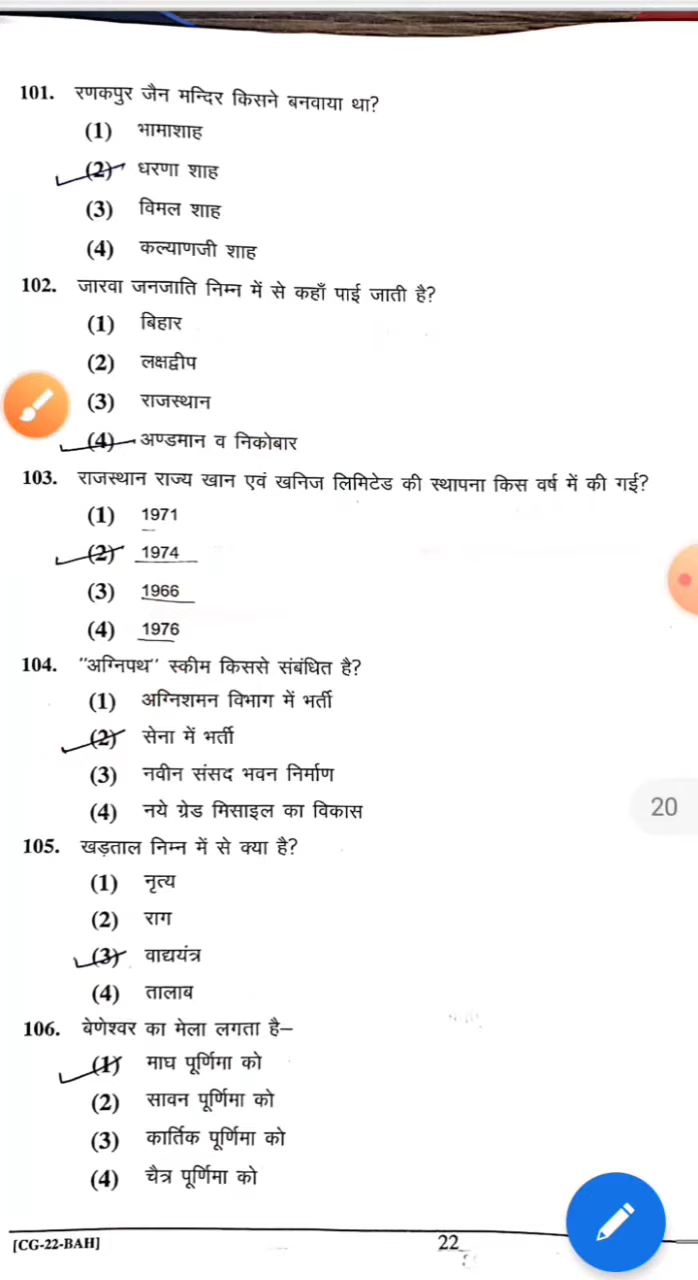 101. रणकपुर जैन मन्दिर किसने बनवाया था?
(1) भामाशाह
(2) धरणा शाह
(3) विमल शाह
(4) कल्याणजी शाह
102. जारवा जनजाति निम्न में से कहाँ पाई जाती है?
(1) बिहार
(2) लक्षद्वीप
(3) राजस्थान
(4) अण्डमान व निकोबार
103. राजस्थान राज्य खान एवं खनिज लिमिटेड की स्थापना किस वर्ष में की गई?
(1) 1971
(2) 1974
(3) 1966
(4) 1976
104. "अग्निपथ" स्कीम किससे संबंधित है?
(1) अग्निशमन विभाग में भर्ती
(2) सेना में भर्ती
(3) नवीन संसद भवन निर्माण
(4) नये ग्रेड मिसाइल का विकास
20
105. खड़ताल निम्न में से क्या है?
(1) नृत्य
(2) राग
(3) वाद्ययंत्र
(4) तालाब
106. बेणेश्वर का मेला लगता है–
(1) माघ पूर्णिमा को
(2) सावन पूर्णिमा को
(3) कार्तिक पूर्णिमा को
(4) चैत्र पूर्णिमा को
[CG-22-BAH] 22